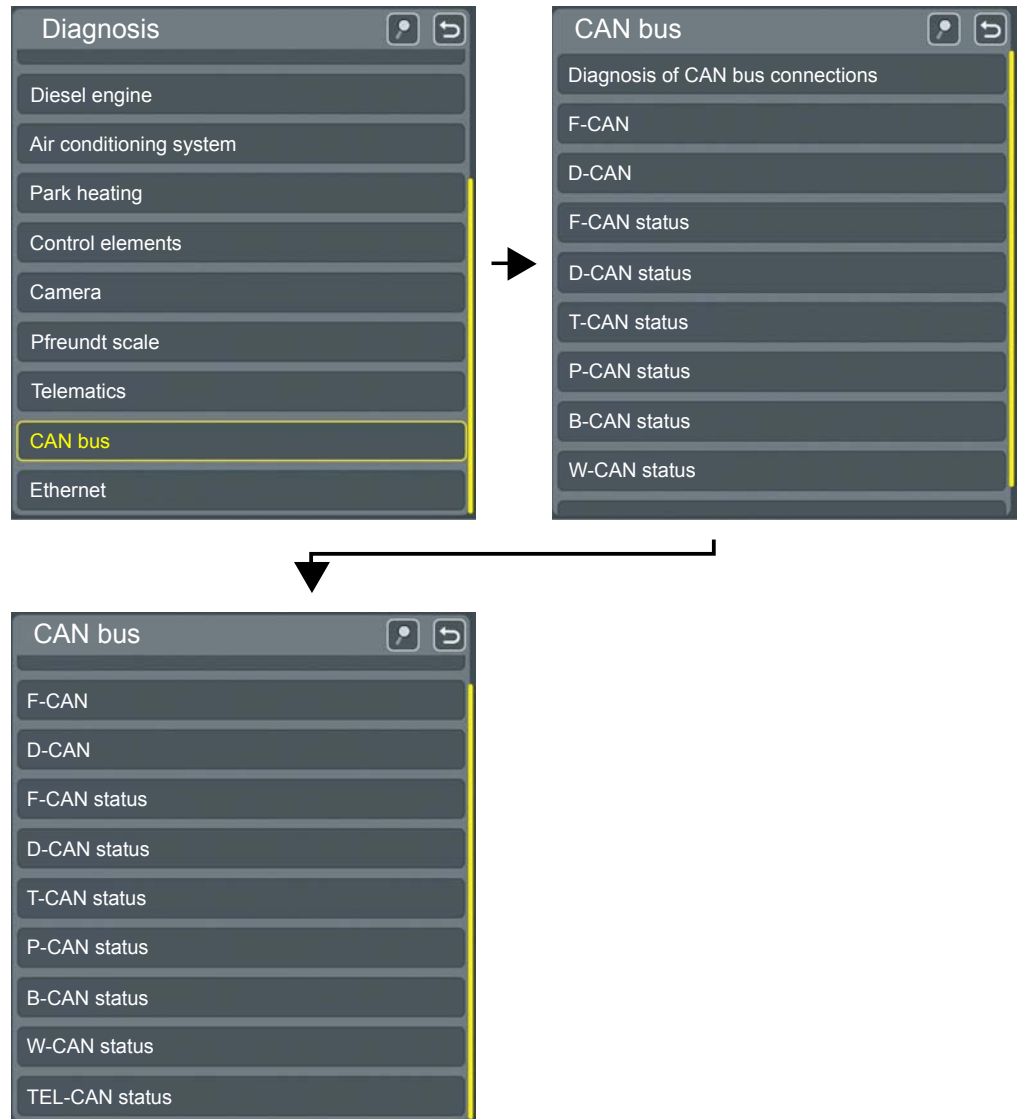 Diagnosis
Diesel engine
Air conditioning system
Park heating
Control elements
Camera
Pfreundt scale
Telematics
CAN bus
Ethernet
CAN bus
Diagnosis of CAN bus connections
F-CAN
D-CAN
F-CAN status
D-CAN status
T-CAN status
P-CAN status
B-CAN status
W-CAN status
CAN bus
F-CAN
D-CAN
F-CAN status
D-CAN status
T-CAN status
P-CAN status
B-CAN status
W-CAN status
TEL-CAN status